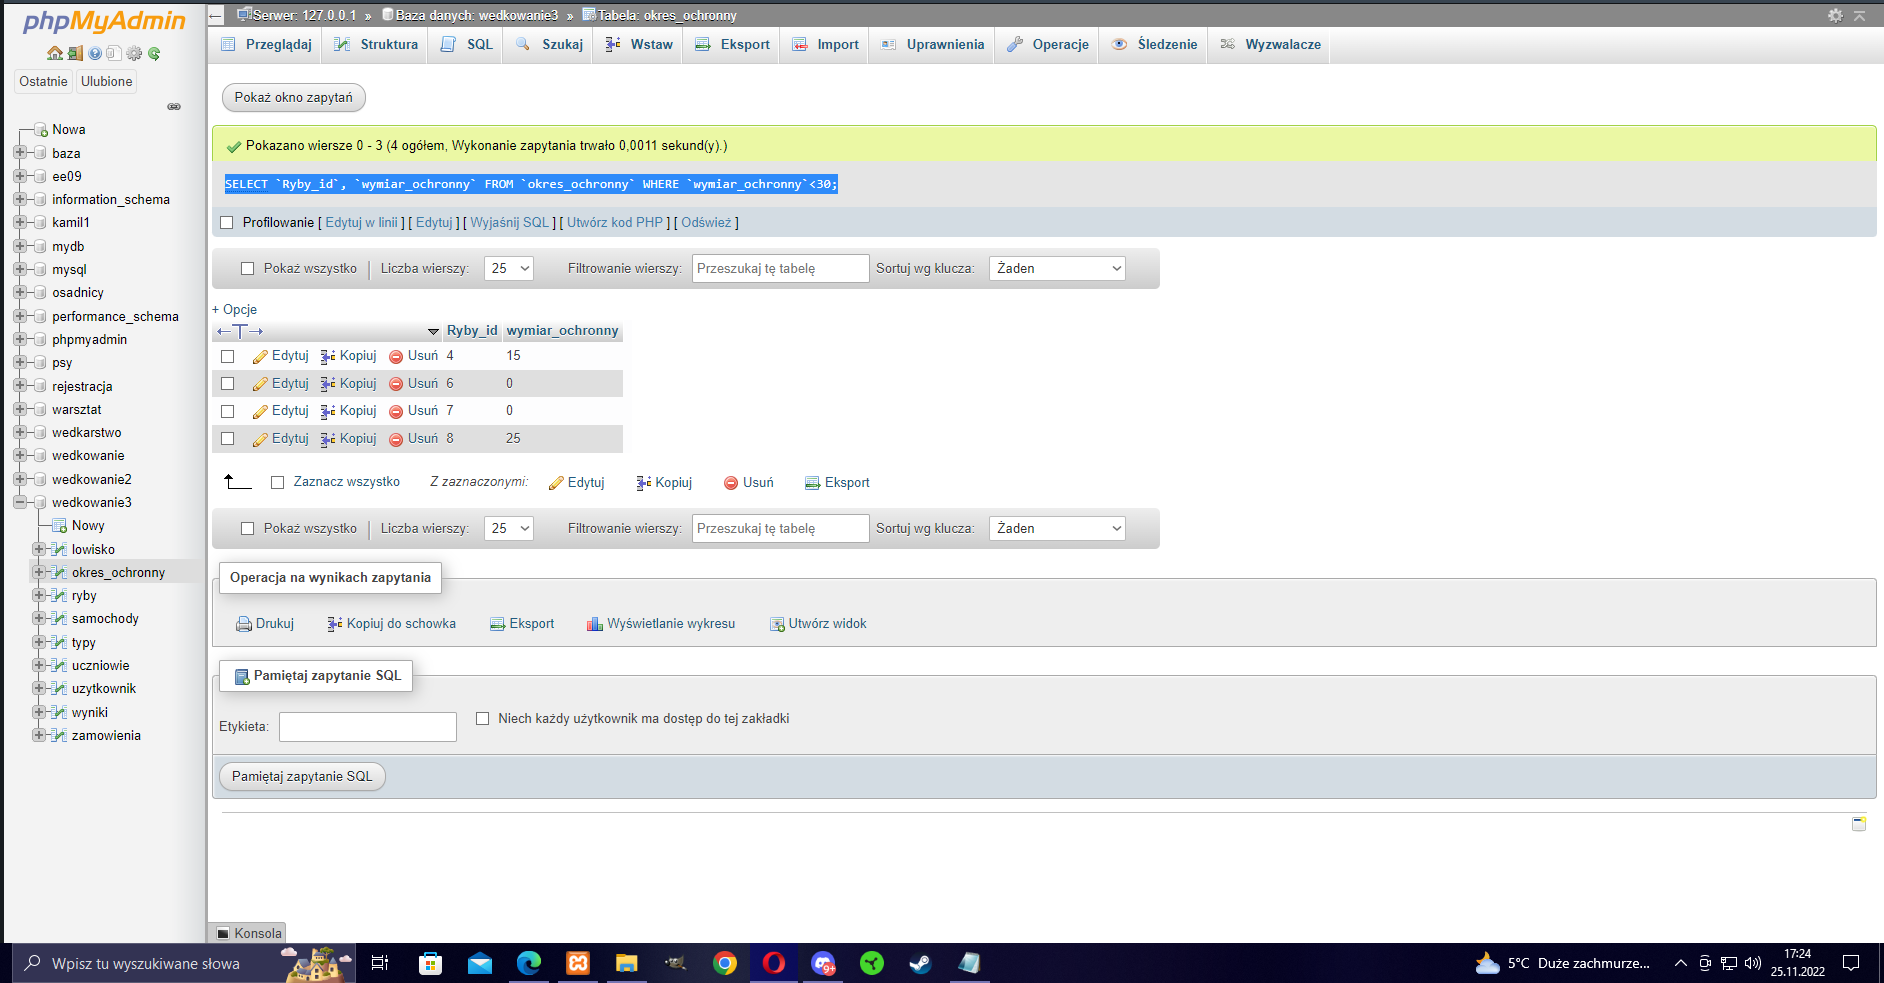 phpMyAdmin
Ostatnie Ulubione
Nowa
baza
ee09
information_schema
kamil1
mydb
mysql
osadnicy
performance_schema
phpmyadmin
psy
rejestracja
warsztat
wedkarstwo
wedkowanie
wedkowanie2
wedkowanie3
Nowy
lowisko
okres_ochronny
ryby
samochody
typy
uczniowie
uzytkownik
wyniki
zamowienia
Serwer: 127.0.0.1 » Baza danych: wedkowanie3 » Tabela: okres_ochronny
Przeglądaj Struktura SQL Szukaj Wstaw Eksport Import Uprawnienia Operacje Śledzenie Wyzwalacze
Pokaż okno zapytań
Pokazano wiersze 0 - 3 (4 ogółem, Wykonanie zapytania trwało 0,0011 sekund(y).)
SELECT `Ryby_id`, `wymiar_ochronny` FROM `okres_ochronny` WHERE `wymiar_ochronny`<30;
Profilowanie [ Edytuj w linii ] [ Edytuj ] [ Wyjaśnij SQL ] [ Utwórz kod PHP ] [ Odśwież ]
Pokaż wszystko | Liczba wierszy: 25 Filtrowanie wierszy: Przeszukaj tę tabelę Sortuj wg klucza: Żaden
+ Opcje
←T→ Ryby_id wymiar_ochronny
Edytuj Kopiuj Usuń 4 15
Edytuj Kopiuj Usuń 6 0
Edytuj Kopiuj Usuń 7 0
Edytuj Kopiuj Usuń 8 25
Zaznacz wszystko Z zaznaczonymi: Edytuj Kopiuj Usuń Eksport
Pokaż wszystko | Liczba wierszy: 25 Filtrowanie wierszy: Przeszukaj tę tabelę Sortuj wg klucza: Żaden
Operacja na wynikach zapytania
Drukuj Kopiuj do schowka Eksport Wyświetlanie wykresu Utwórz widok
Pamiętaj zapytanie SQL
Etykieta: Niech każdy użytkownik ma dostęp do tej zakładki
Pamiętaj zapytanie SQL
Konsola
Wpisz tu wyszukiwane słowa
9+
5°C Duże zachmurze...
17:24
25.11.2022